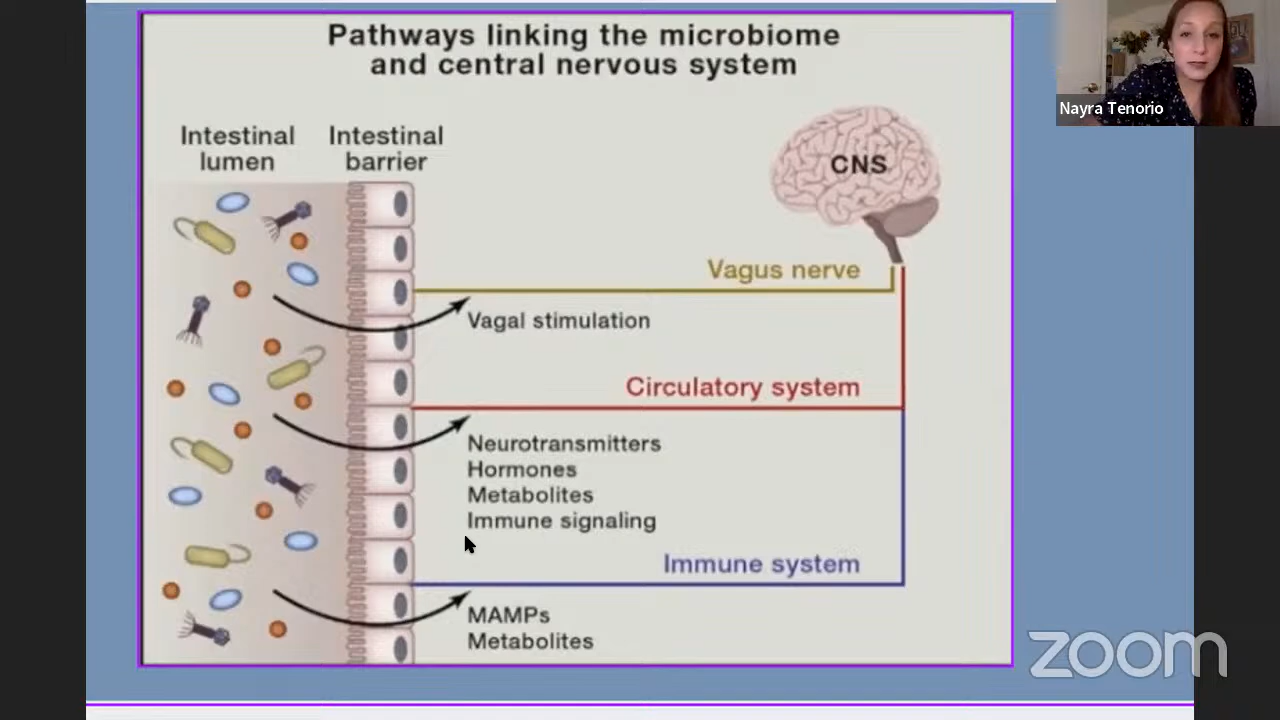 Pathways linking the microbiome
and central nervous system
Intestinal
lumen
Intestinal
barrier
CNS
Vagus nerve
Vagal stimulation
Circulatory system
Neurotransmitters
Hormones
Metabolites
Immune signaling
Immune system
MAMPs
Metabolites
Nayra Tenorio
zoom